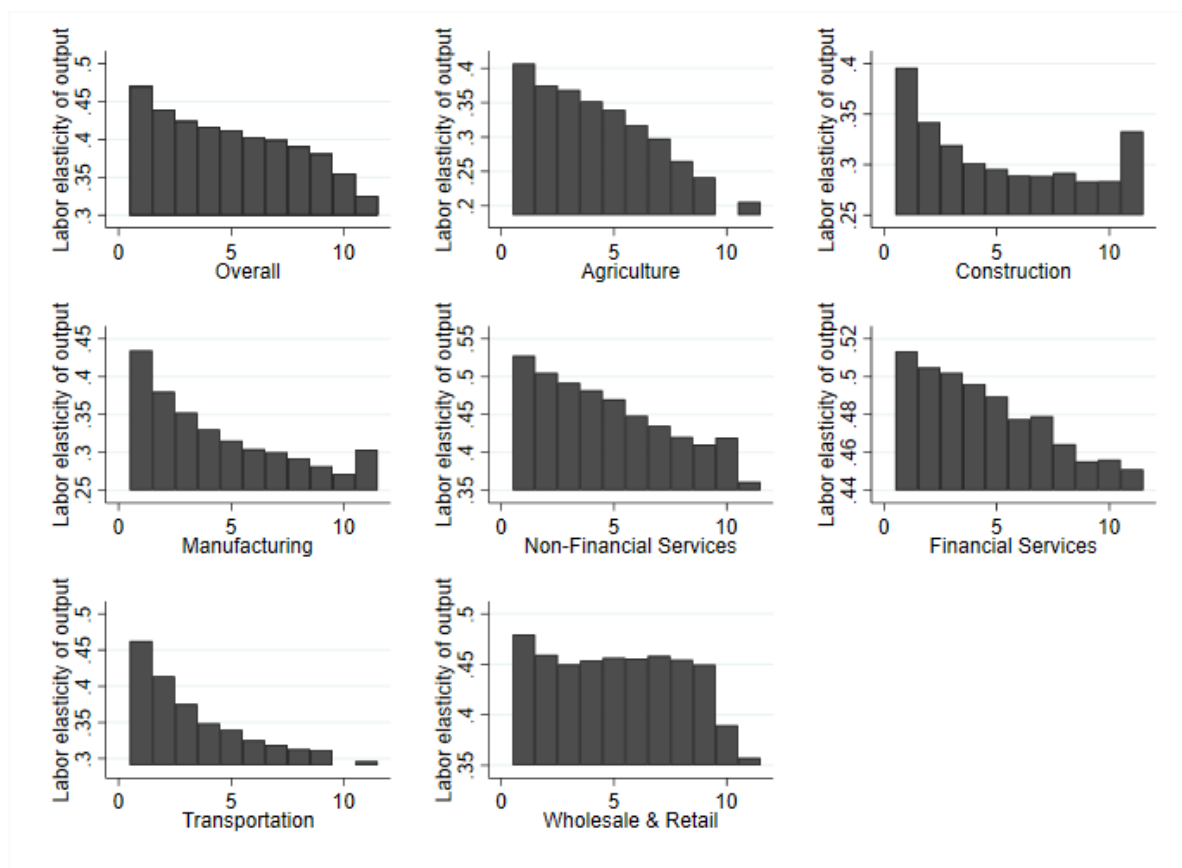 Labor elasticity of output
.3 .35 .4 .45 .5
0 5 10
Overall
Labor elasticity of output
.2 .25 .3 .35 .4
0 5 10
Agriculture
Labor elasticity of output
.25 .3 .35 .4
0 5 10
Construction
Labor elasticity of output
.25 .3 .35 .4 .45
0 5 10
Manufacturing
Labor elasticity of output
.35 .4 .45 .5 .55
0 5 10
Non-Financial Services
Labor elasticity of output
.44 .46 .48 .5 .52
0 5 10
Financial Services
Labor elasticity of output
.3 .35 .4 .45 .5
0 5 10
Transportation
Labor elasticity of output
.35 .4 .45 .5
0 5 10
Wholesale & Retail